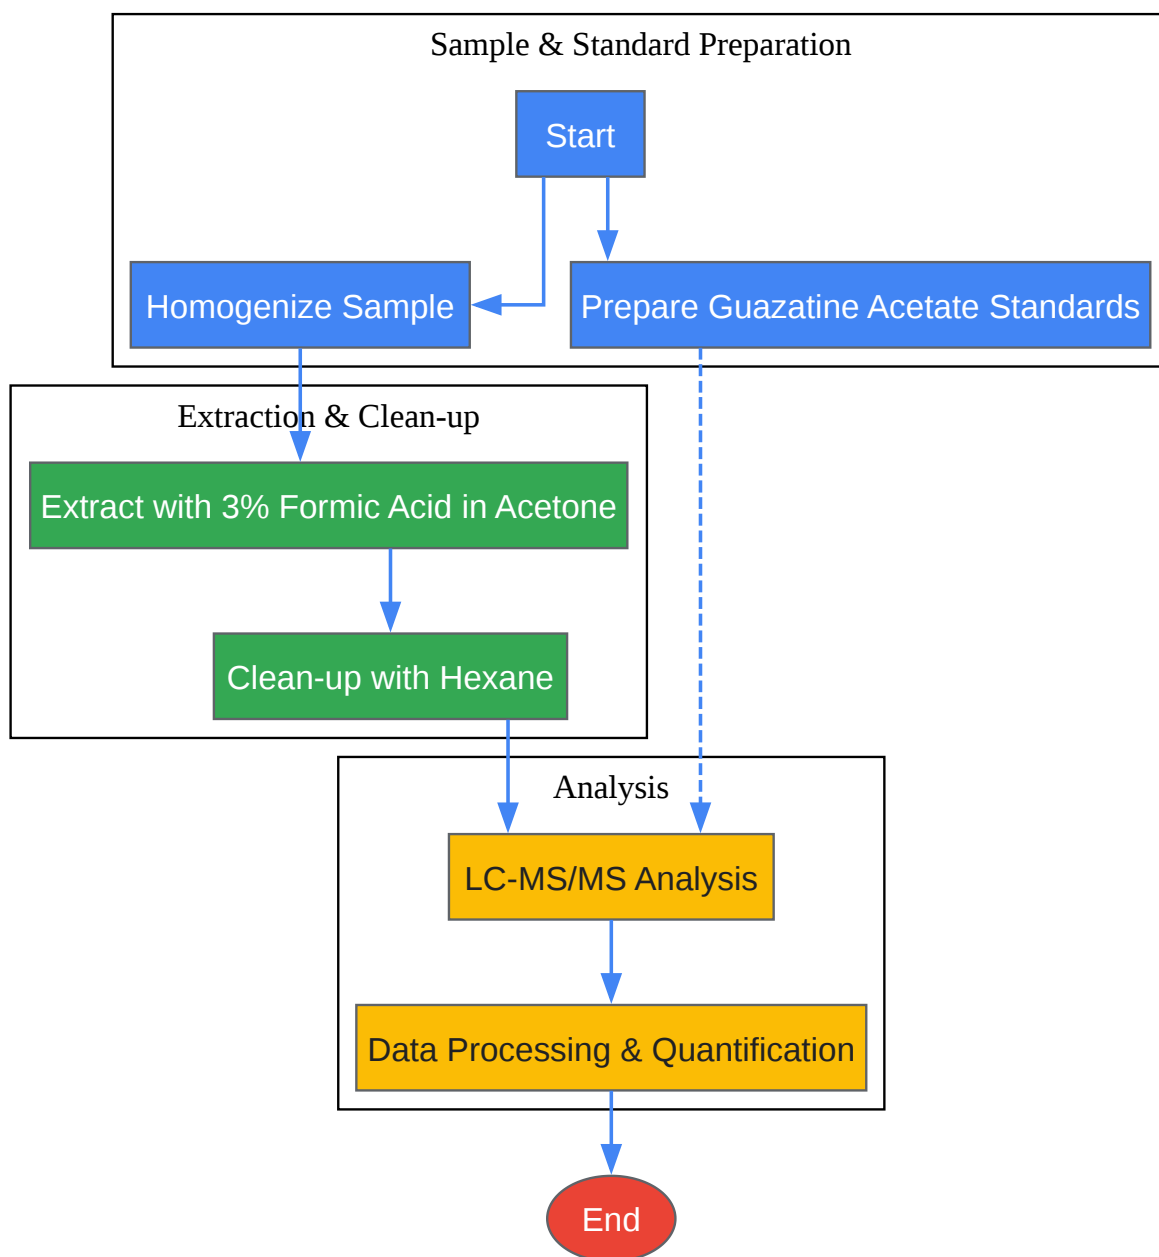 Sample & Standard Preparation
Start
Homogenize Sample
Prepare Guazatine Acetate Standards
Extraction & Clean-up
Extract with 3% Formic Acid in Acetone
Clean-up with Hexane
Analysis
LC-MS/MS Analysis
Data Processing & Quantification
End